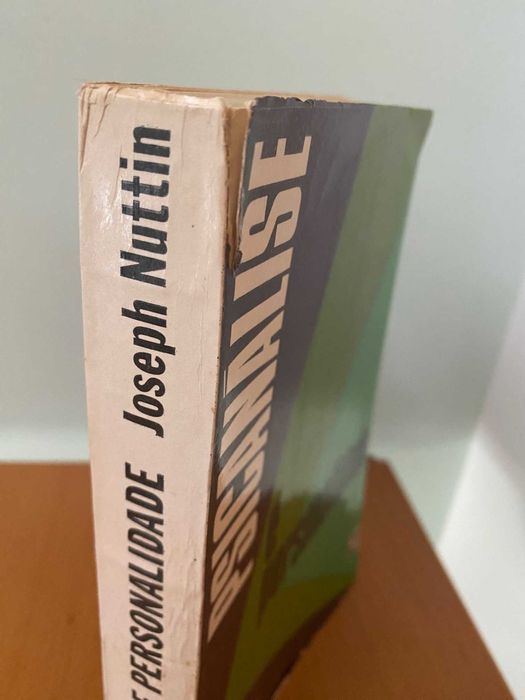 E PERSONALIDADE Joseph Nuttin
PSICANÁLISE